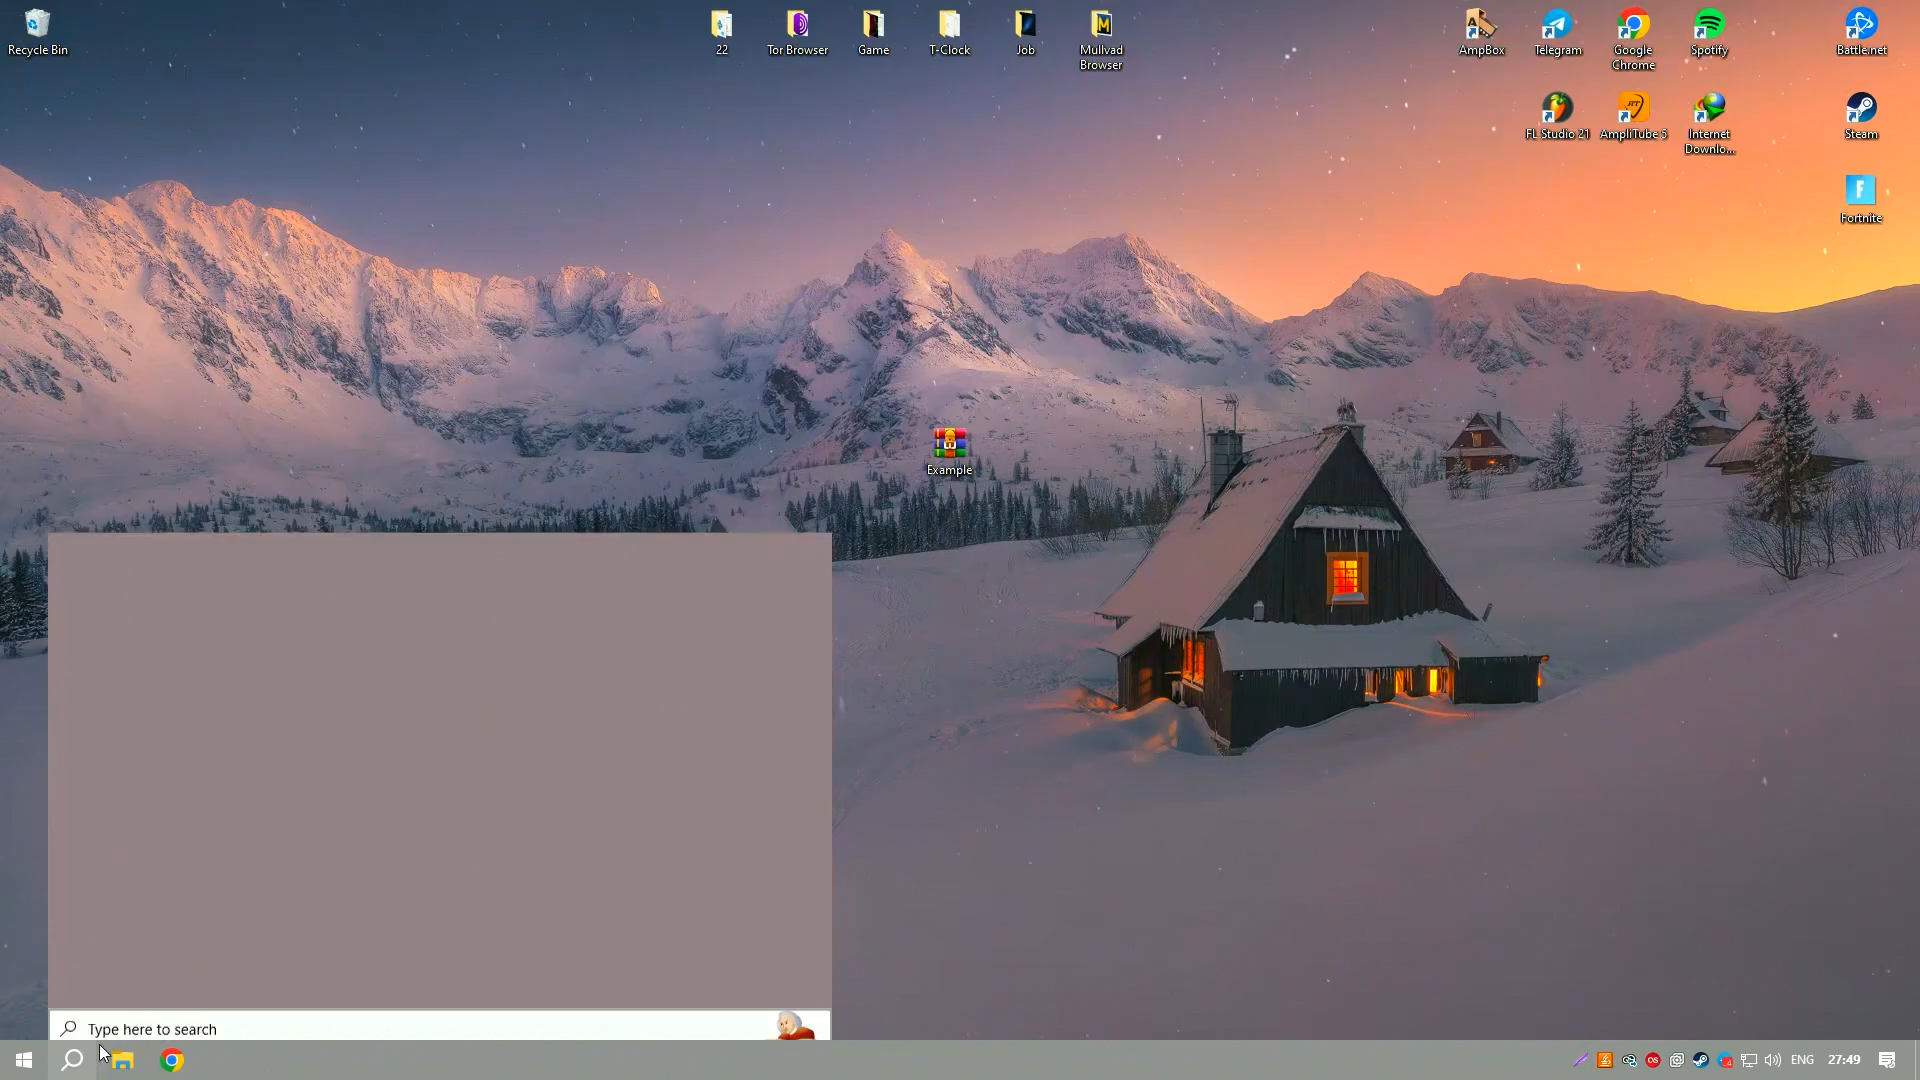 Recycle Bin
22
Tor Browser
Game
T-Clock
Job
Mullvad
Browser
AmpBox
Telegram
Google
Chrome
Spotify
Battle.net
FL Studio 21
AmpliTube 5
Internet
Downlo...
Steam
Fortnite
Example
Type here to search
ENG
27:49